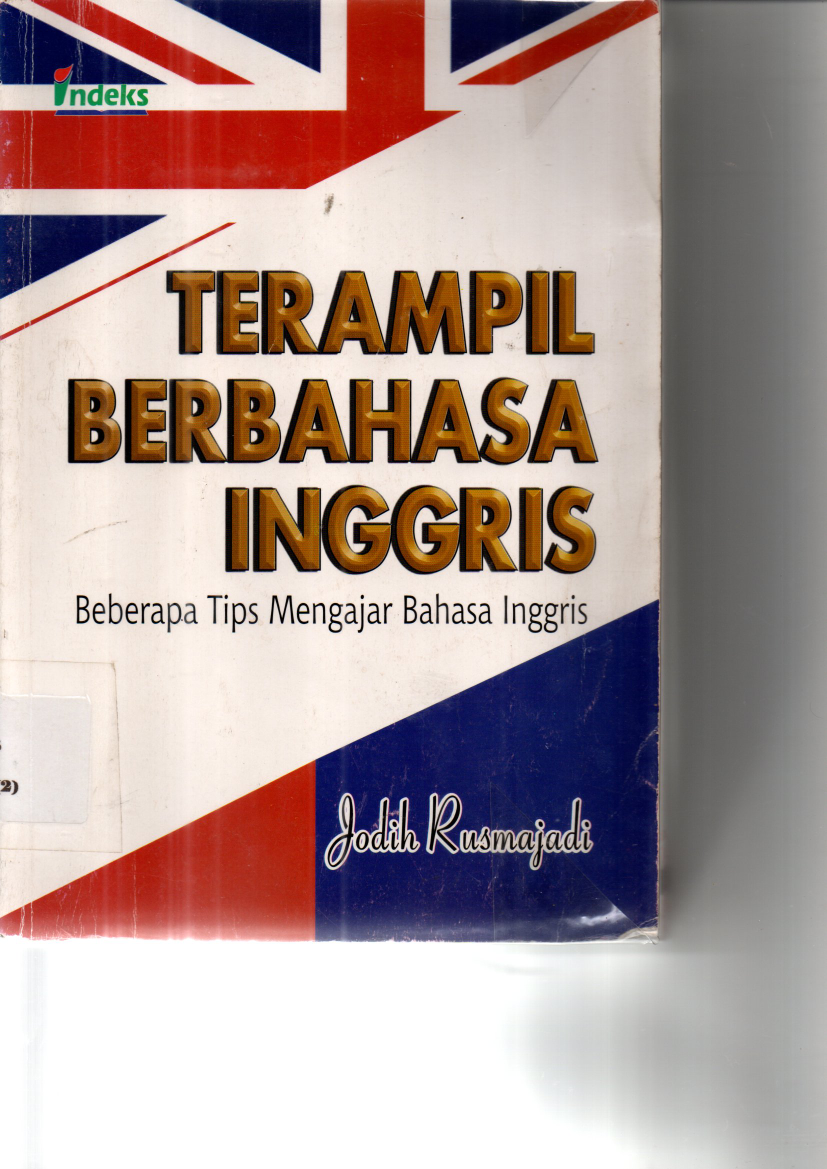 indeks
TERAMPIL
BERBAHASA
INGGRIS
Beberapa Tips Mengajar Bahasa Inggris
2)
Jodih Rusmajadi